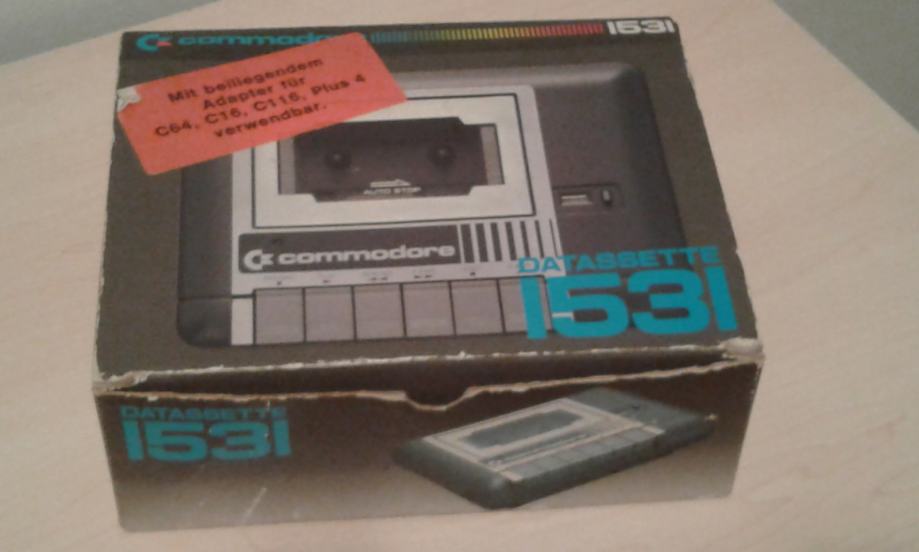 commodore
1531
Mit beiliegendem
Adapter für
C64, C16, C116, Plus 4
verwendbar.
AUTO STOP
commodore
DATASSETTE
1531
DATASSETTE
1531